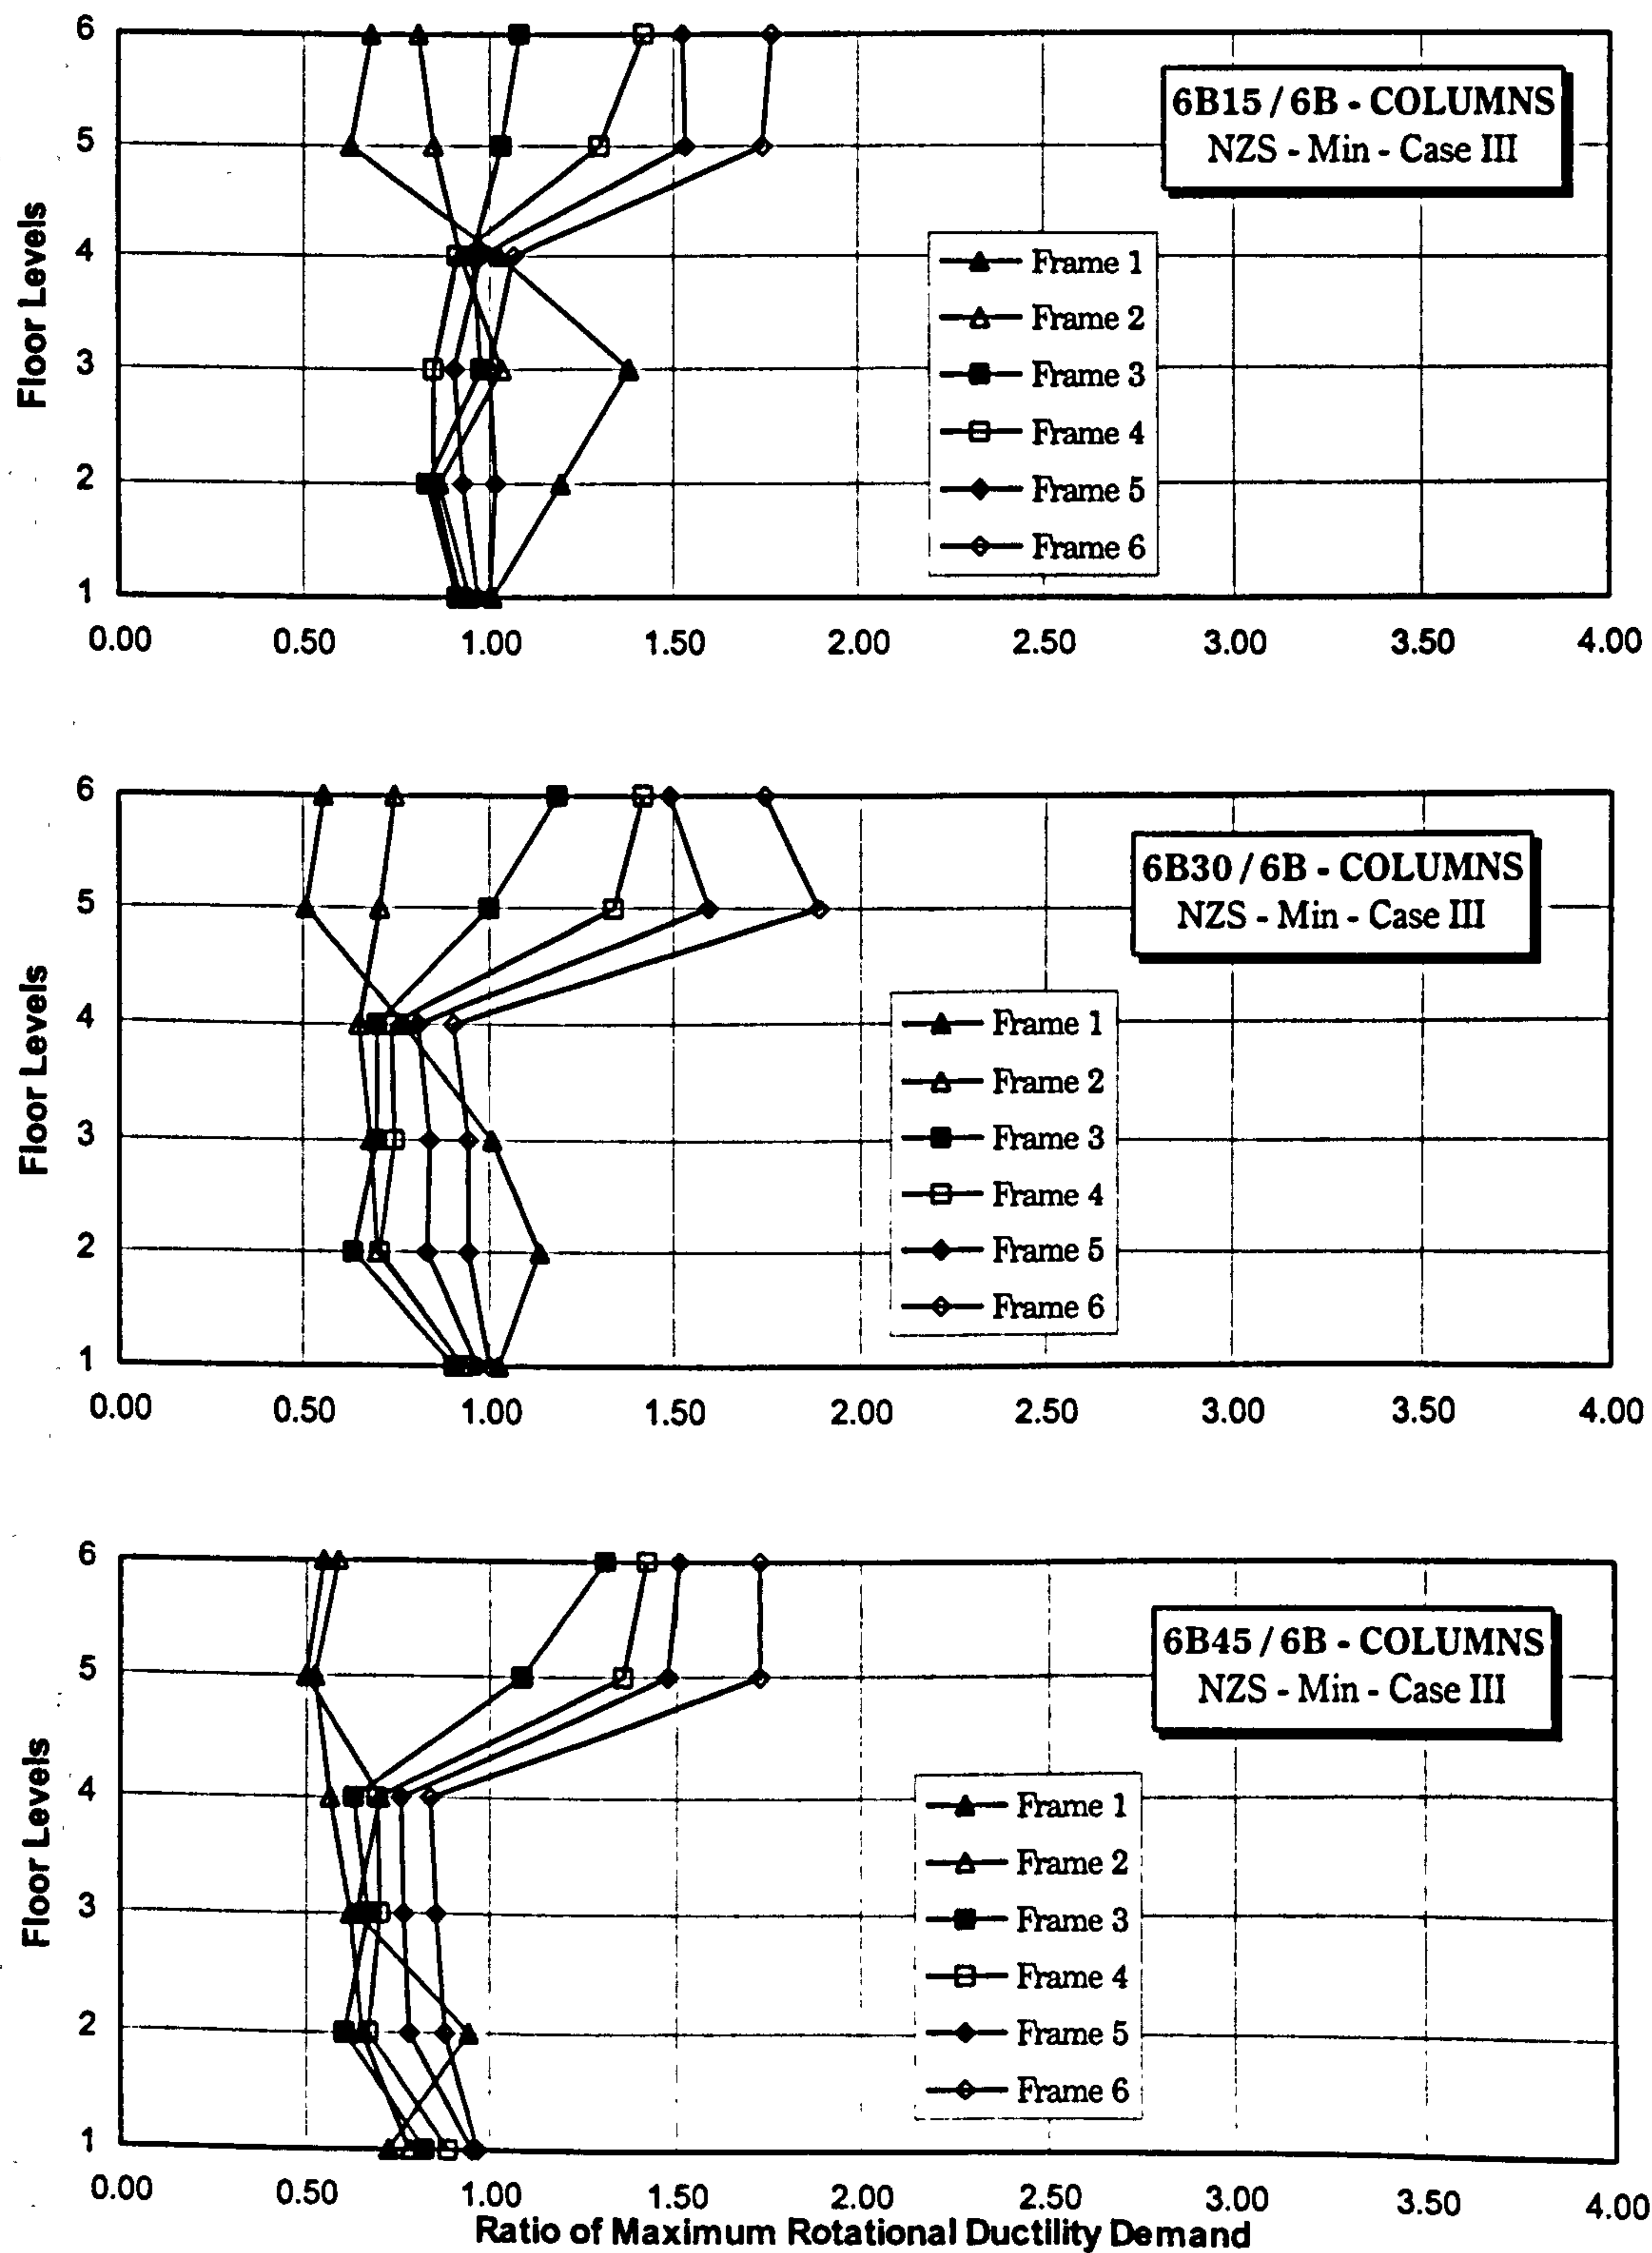 6
5
4
3
2
1
Floor Levels
0.00 0.50 1.00 1.50 2.00 2.50 3.00 3.50 4.00
6B15 / 6B - COLUMNS
NZS - Min - Case III
Frame 1
Frame 2
Frame 3
Frame 4
Frame 5
Frame 6
6
5
4
3
2
1
Floor Levels
0.00 0.50 1.00 1.50 2.00 2.50 3.00 3.50 4.00
6B30 / 6B - COLUMNS
NZS - Min - Case III
Frame 1
Frame 2
Frame 3
Frame 4
Frame 5
Frame 6
6
5
4
3
2
1
Floor Levels
0.00 0.50 1.00 1.50 2.00 2.50 3.00 3.50 4.00
6B45 / 6B - COLUMNS
NZS - Min - Case III
Frame 1
Frame 2
Frame 3
Frame 4
Frame 5
Frame 6
Ratio of Maximum Rotational Ductility Demand